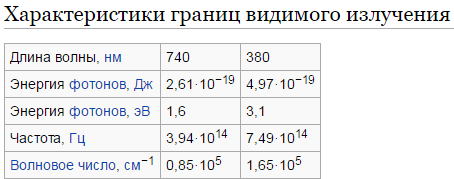 Характеристики границ видимого излучения
Длина волны, нм 740 380
Энергия фотонов, Дж 2,61·10⁻¹⁹ 4,97·10⁻¹⁹
Энергия фотонов, эВ 1,6 3,1
Частота, Гц 3,94·10¹⁴ 7,49·10¹⁴
Волновое число, см⁻¹ 0,85·10⁵ 1,65·10⁵